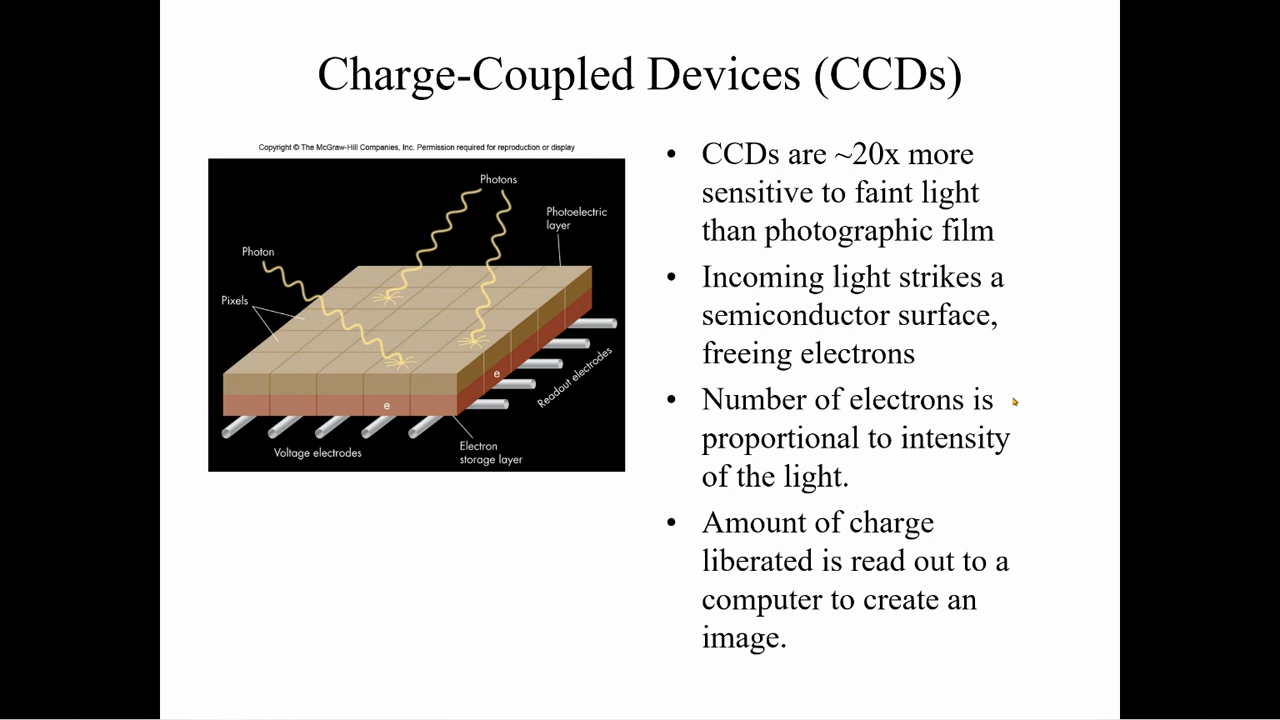 Charge-Coupled Devices (CCDs)
Copyright © The McGraw-Hill Companies, Inc. Permission required for reproduction or display
Photons
Photoelectric
layer
Photon
Pixels
e
e
Readout electrodes
Voltage electrodes
Electron
storage layer
• CCDs are ~20x more
sensitive to faint light
than photographic film
• Incoming light strikes a
semiconductor surface,
freeing electrons
• Number of electrons is
proportional to intensity
of the light.
• Amount of charge
liberated is read out to a
computer to create an
image.